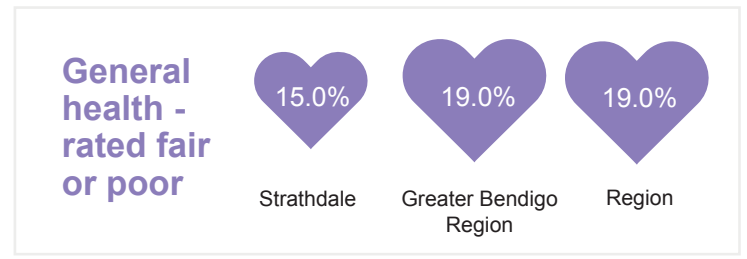 General
health -
rated fair
or poor
15.0%
19.0%
19.0%
Strathdale
Greater Bendigo
Region
Region